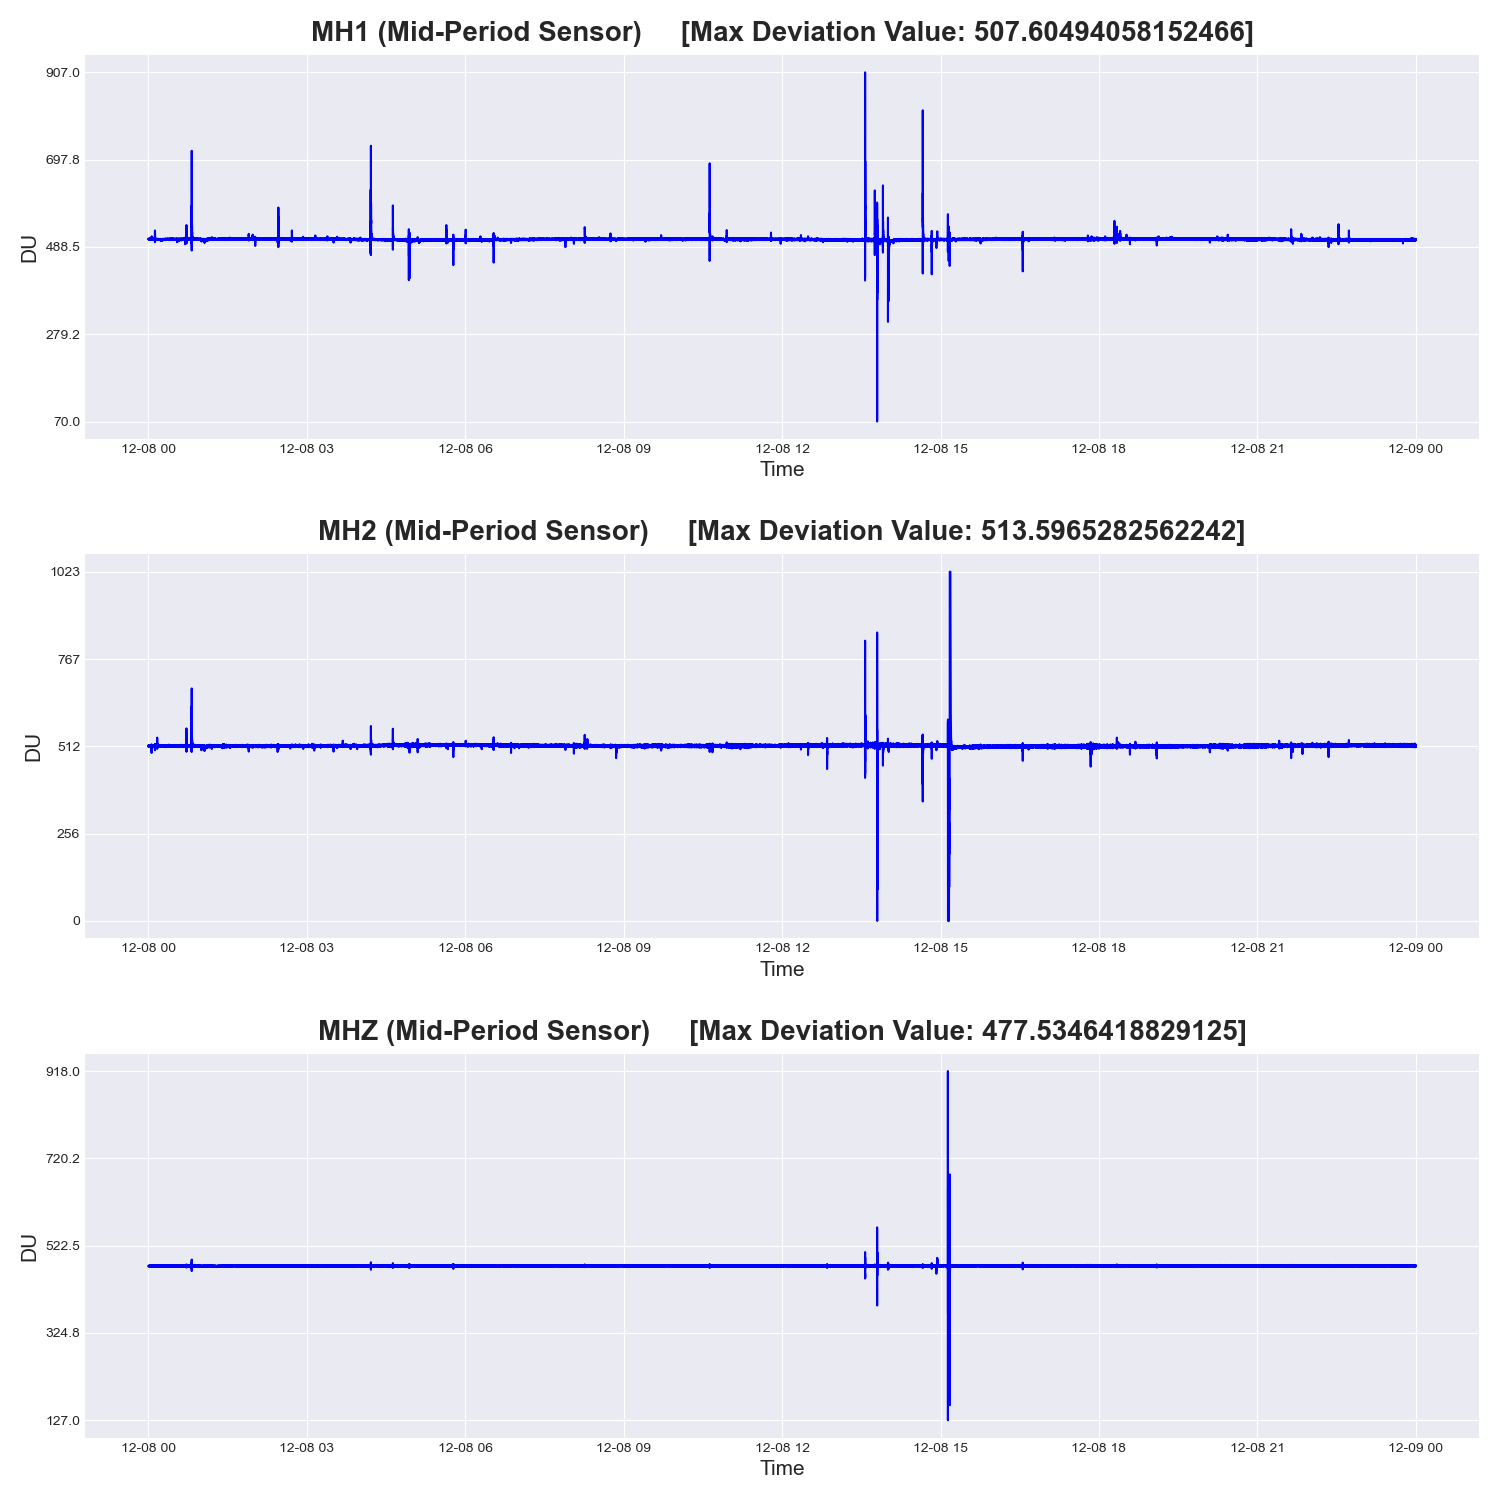 MH1 (Mid-Period Sensor) [Max Deviation Value: 507.60494058152466]
907.0
697.8
488.5
279.2
70.0
DU
12-08 00 12-08 03 12-08 06 12-08 09 12-08 12 12-08 15 12-08 18 12-08 21 12-09 00
Time
MH2 (Mid-Period Sensor) [Max Deviation Value: 513.5965282562242]
1023
767
512
256
0
DU
12-08 00 12-08 03 12-08 06 12-08 09 12-08 12 12-08 15 12-08 18 12-08 21 12-09 00
Time
MHZ (Mid-Period Sensor) [Max Deviation Value: 477.5346418829125]
918.0
720.2
522.5
324.8
127.0
DU
12-08 00 12-08 03 12-08 06 12-08 09 12-08 12 12-08 15 12-08 18 12-08 21 12-09 00
Time